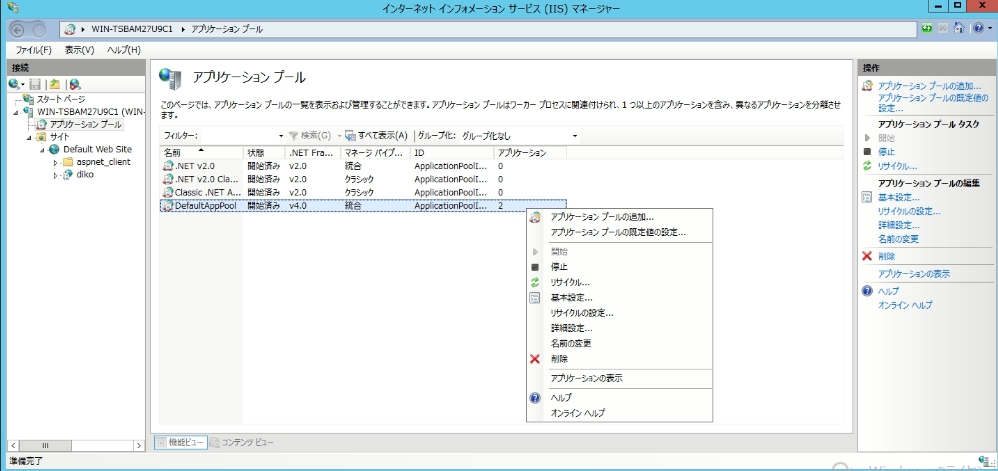 インターネット インフォメーション サービス (IIS) マネージャー
WIN-TSBAM27U9C1 アプリケーション プール
ファイル(F) 表示(V) ヘルプ(H)
接続
スタート ページ
WIN-TSBAM27U9C1 (WIN-
アプリケーション プール
サイト
Default Web Site
aspnet_client
diko
アプリケーション プール
このページでは、アプリケーション プールの一覧を表示および管理することができます。アプリケーション プールはワーカー プロセスに関連付けられ、1 つ以上のアプリケーションを含み、異なるアプリケーションを分離させ
ます。
フィルター: 検索(G) すべて表示(A) グループ化: グループ化なし
名前 状態 .NET Fra... マネージ パイプ... ID アプリケーション
.NET v2.0 開始済み v2.0 統合 ApplicationPoolI... 0
.NET v2.0 Cla... 開始済み v2.0 クラシック ApplicationPoolI... 0
Classic .NET A... 開始済み v2.0 クラシック ApplicationPoolI... 0
DefaultAppPool 開始済み v4.0 統合 ApplicationPoolI... 2
アプリケーション プールの追加...
アプリケーション プールの既定値の設定...
開始
停止
リサイクル...
基本設定...
リサイクルの設定...
詳細設定...
名前の変更
削除
アプリケーションの表示
ヘルプ
オンライン ヘルプ
操作
アプリケーション プールの追加...
アプリケーション プールの既定値の
設定...
アプリケーション プール タスク
開始
停止
リサイクル...
アプリケーション プールの編集
基本設定...
リサイクルの設定...
詳細設定...
名前の変更
削除
アプリケーションの表示
ヘルプ
オンライン ヘルプ
機能ビュー コンテンツ ビュー
準備完了